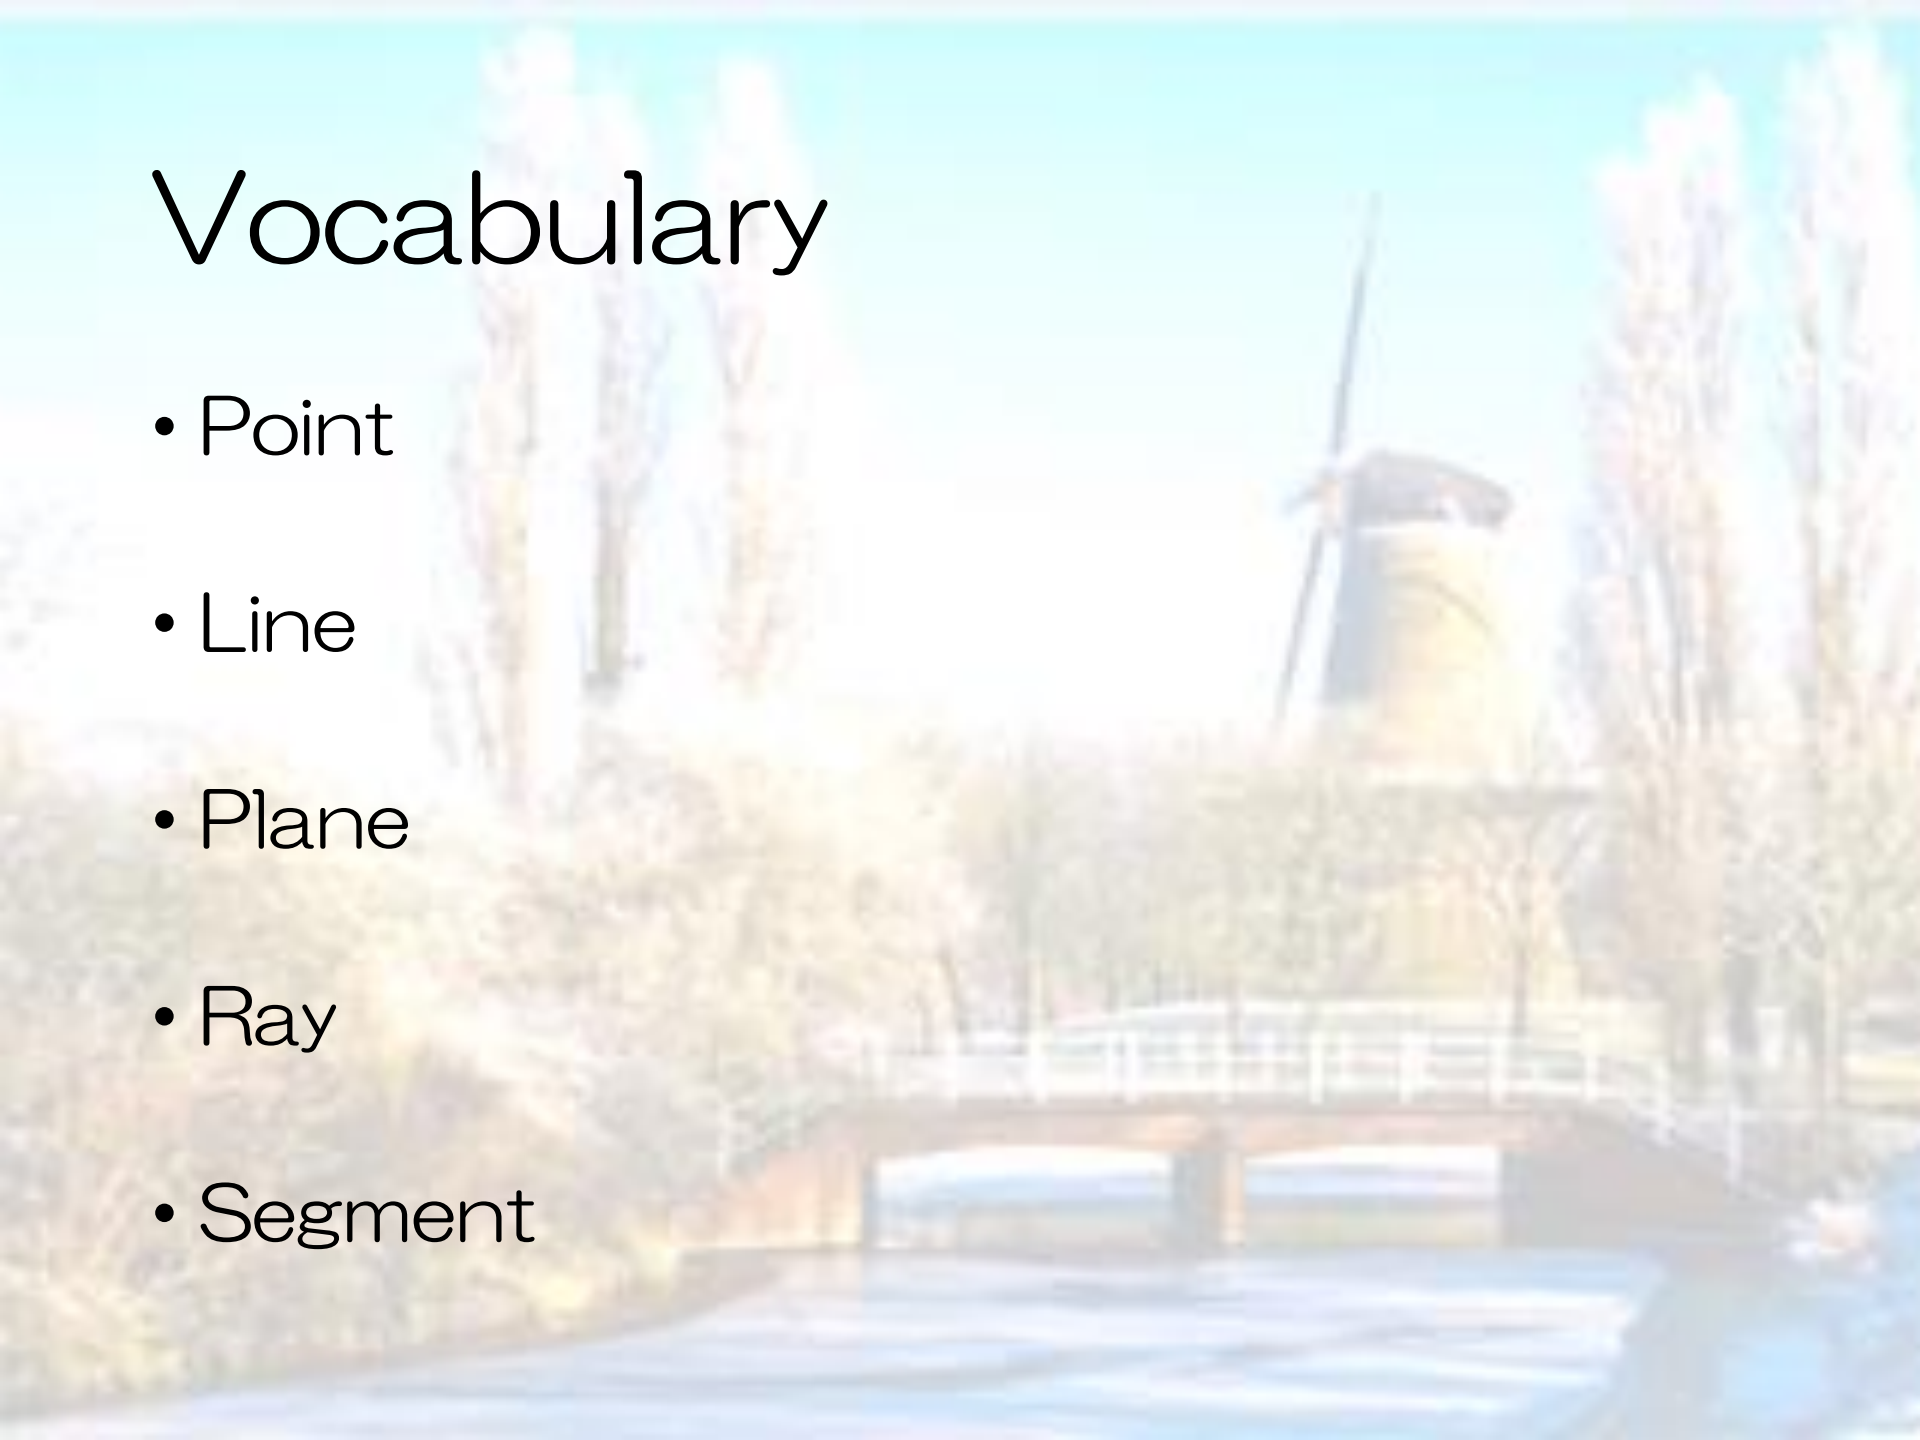 Vocabulary
• Point
• Line
• Plane
• Ray
• Segment